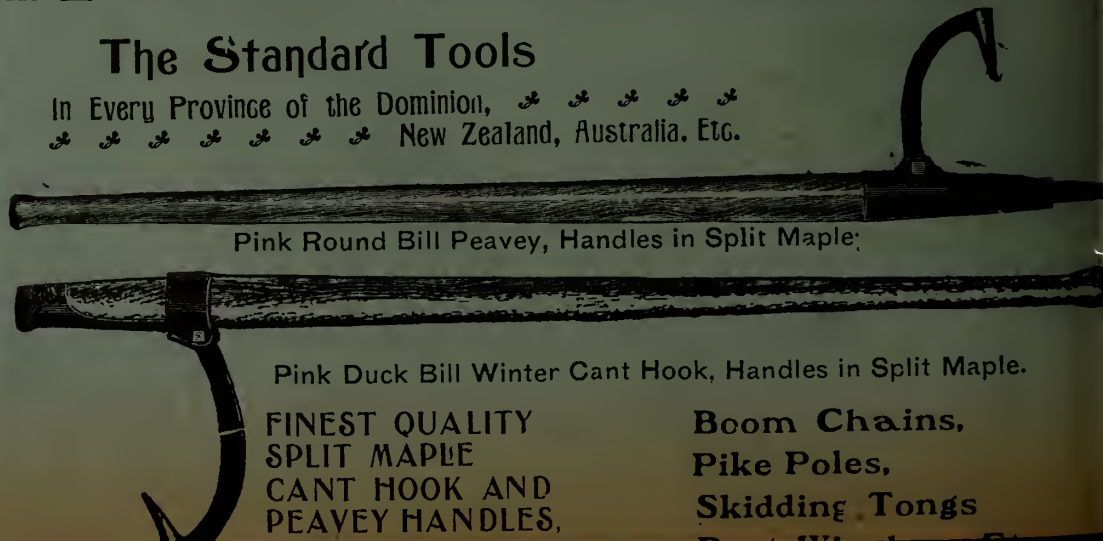 The Standard Tools
In Every Province of the Dominion,
New Zealand, Australia. Etc.
Pink Round Bill Peavey, Handles in Split Maple;
Pink Duck Bill Winter Cant Hook, Handles in Split Maple.
FINEST QUALITY
SPLIT MAPLE
CANT HOOK AND
PEAVEY HANDLES,
Boom Chains,
Pike Poles,
Skidding Tongs